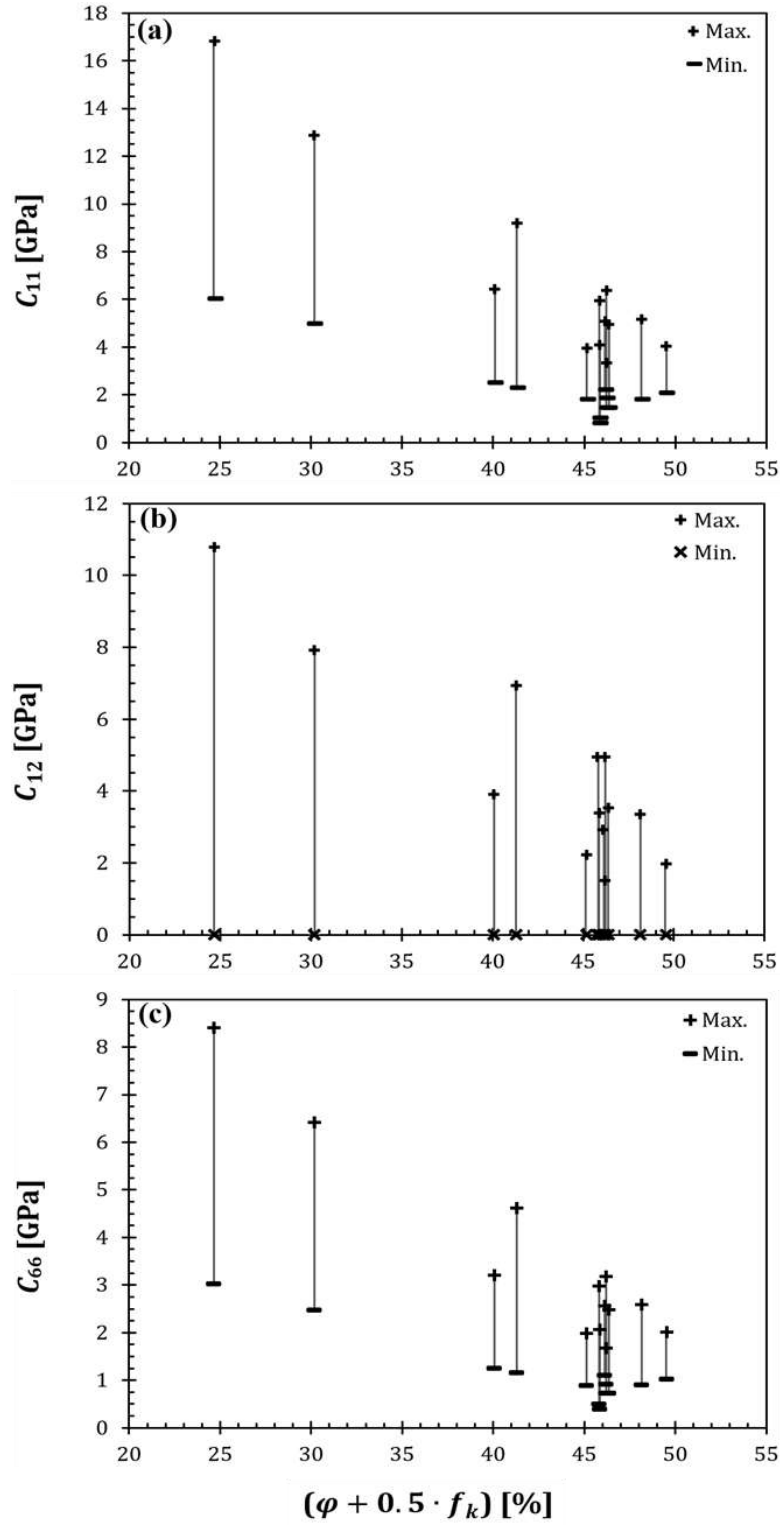 (a)
Max.
Min.
18
16
14
12
10
8
6
4
2
0
C₁₁ [GPa]
20 25 30 35 40 45 50 55
(b)
Max.
Min.
12
10
8
6
4
2
0
C₁₂ [GPa]
20 25 30 35 40 45 50 55
(c)
Max.
Min.
9
8
7
6
5
4
3
2
1
0
C₆₆ [GPa]
20 25 30 35 40 45 50 55
(φ + 0.5 · fₖ) [%]